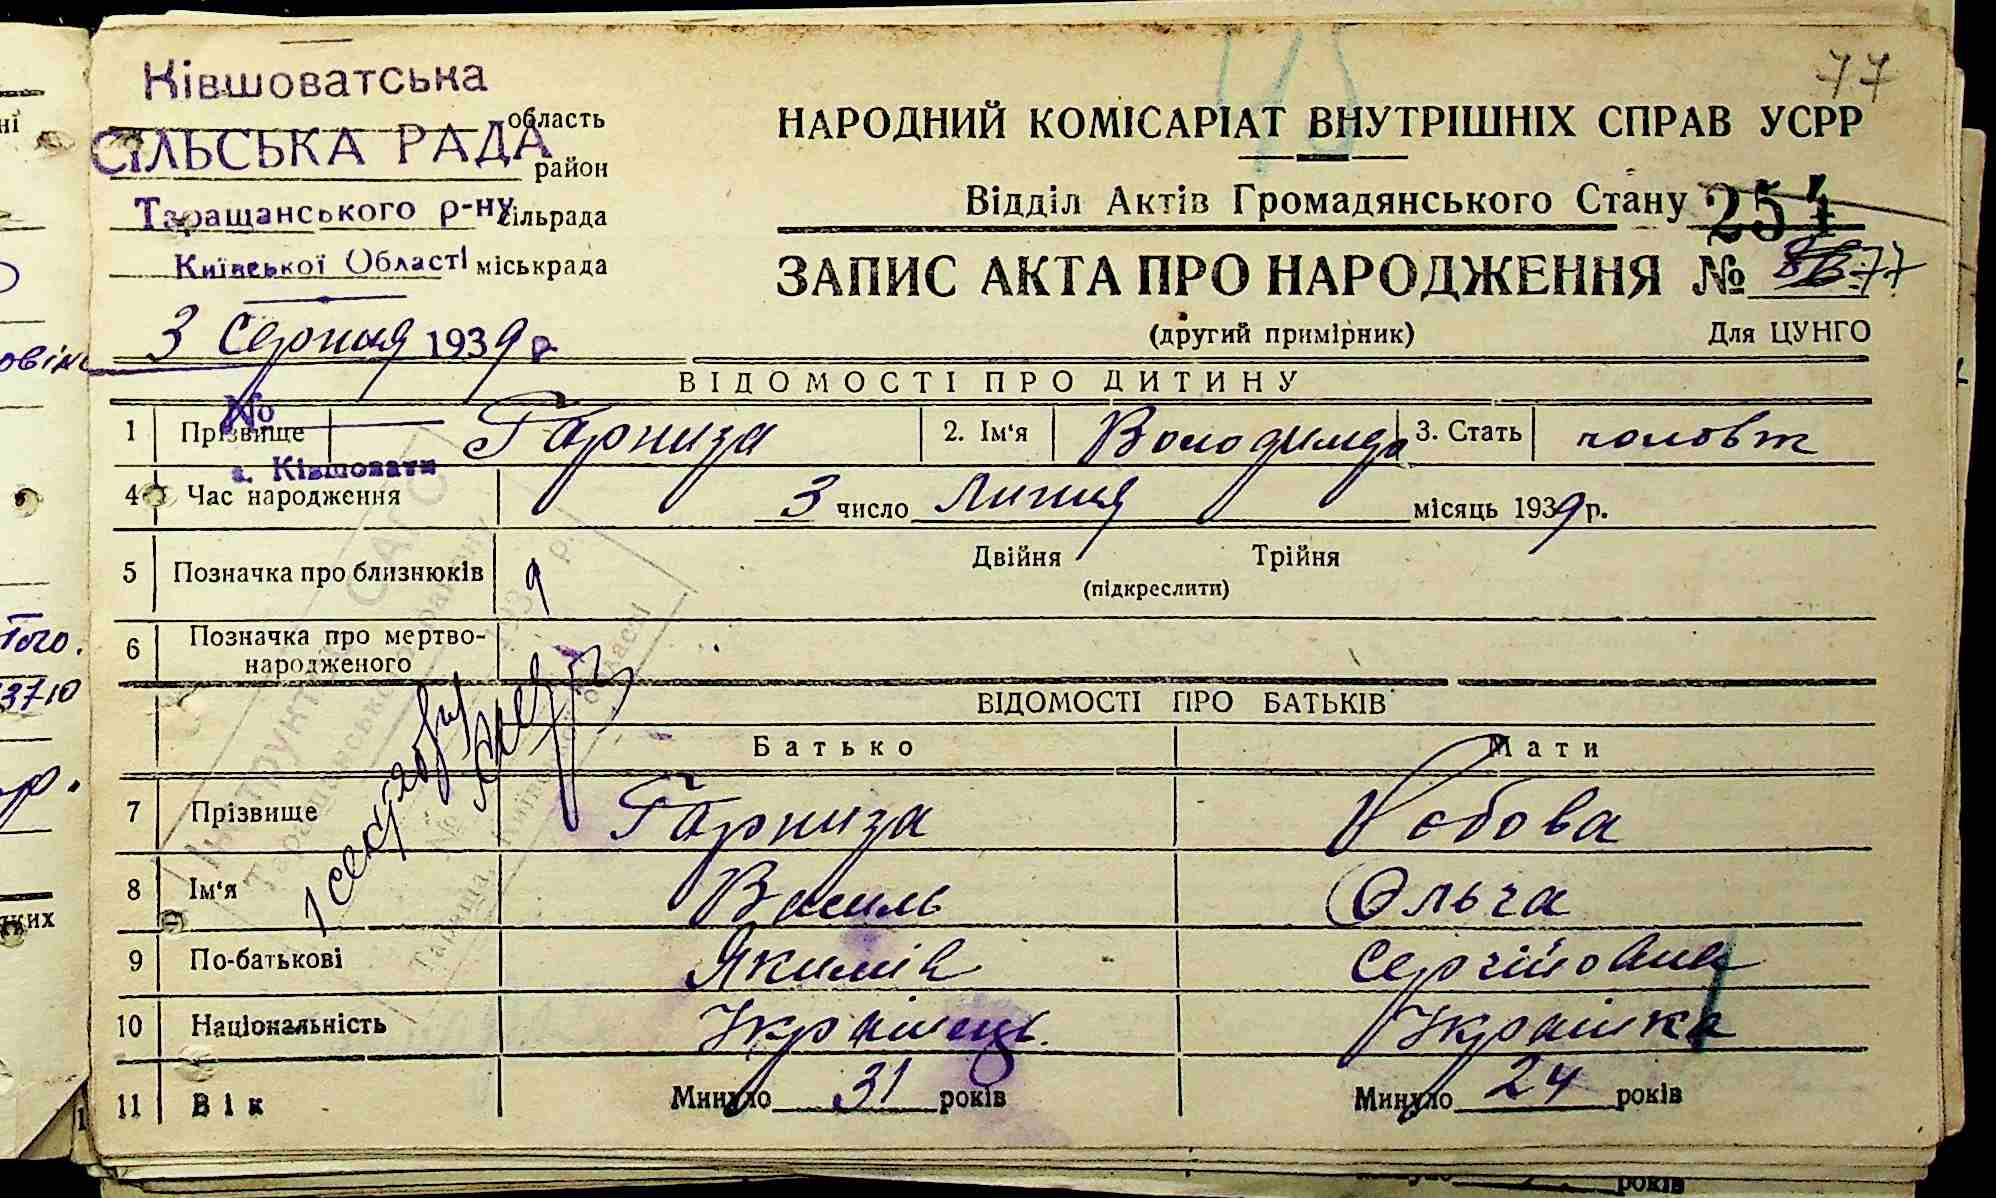 77
Ківшоватська
область
СІЛЬСЬКА РАДА
район
Таращанського р-ну
сільрада
Київської Області міськрада
НАРОДНИЙ КОМІСАРІАТ ВНУТРІШНІХ СПРАВ УСРР
Відділ Актів Громадянського Стану 254
ЗАПИС АКТА ПРО НАРОДЖЕННЯ № 77
(другий примірник) Для ЦУНГО
3 Серпня 1939 р.
ВІДОМОСТІ ПРО ДИТИНУ
№
1 Прізвище Гарниза 2. Ім'я Володимир 3. Стать чоловж
с. Ківшовати
4 Час народження 3 число Липня місяць 1939 р.
5 Позначка про близнюків Двійня Трійня
(підкреслити)
6 Позначка про мертво-
народженого
ВІДОМОСТІ ПРО БАТЬКІВ
Батько Мати
7 Прізвище Гарниза
8 Ім'я Василь Ольга
9 По-батькові Якимів Сергійовна
10 Національність Українець Українка
11 Вік Минуло 31 років Минуло 24 років